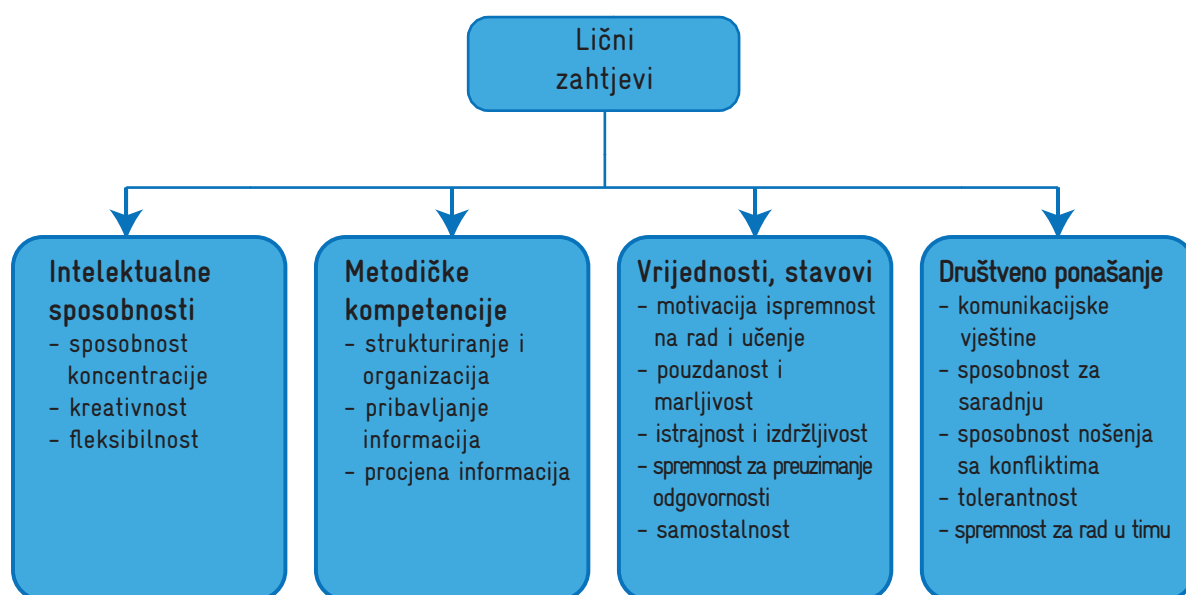 Lični
zahtjevi
Intelektualne
sposobnosti
– sposobnost
koncentracije
– kreativnost
– fleksibilnost
Metodičke
kompetencije
– strukturiranje i
organizacija
– pribavljanje
informacija
– procjena informacija
Vrijednosti, stavovi
– motivacija ispremnost
na rad i učenje
– pouzdanost i
marljivost
– istrajnost i izdržljivost
– spremnost za preuzimanje
odgovornosti
– samostalnost
Društveno ponašanje
– komunikacijske
vještine
– sposobnost za
saradnju
– sposobnost nošenja
sa konfliktima
– tolerantnost
– spremnost za rad u timu